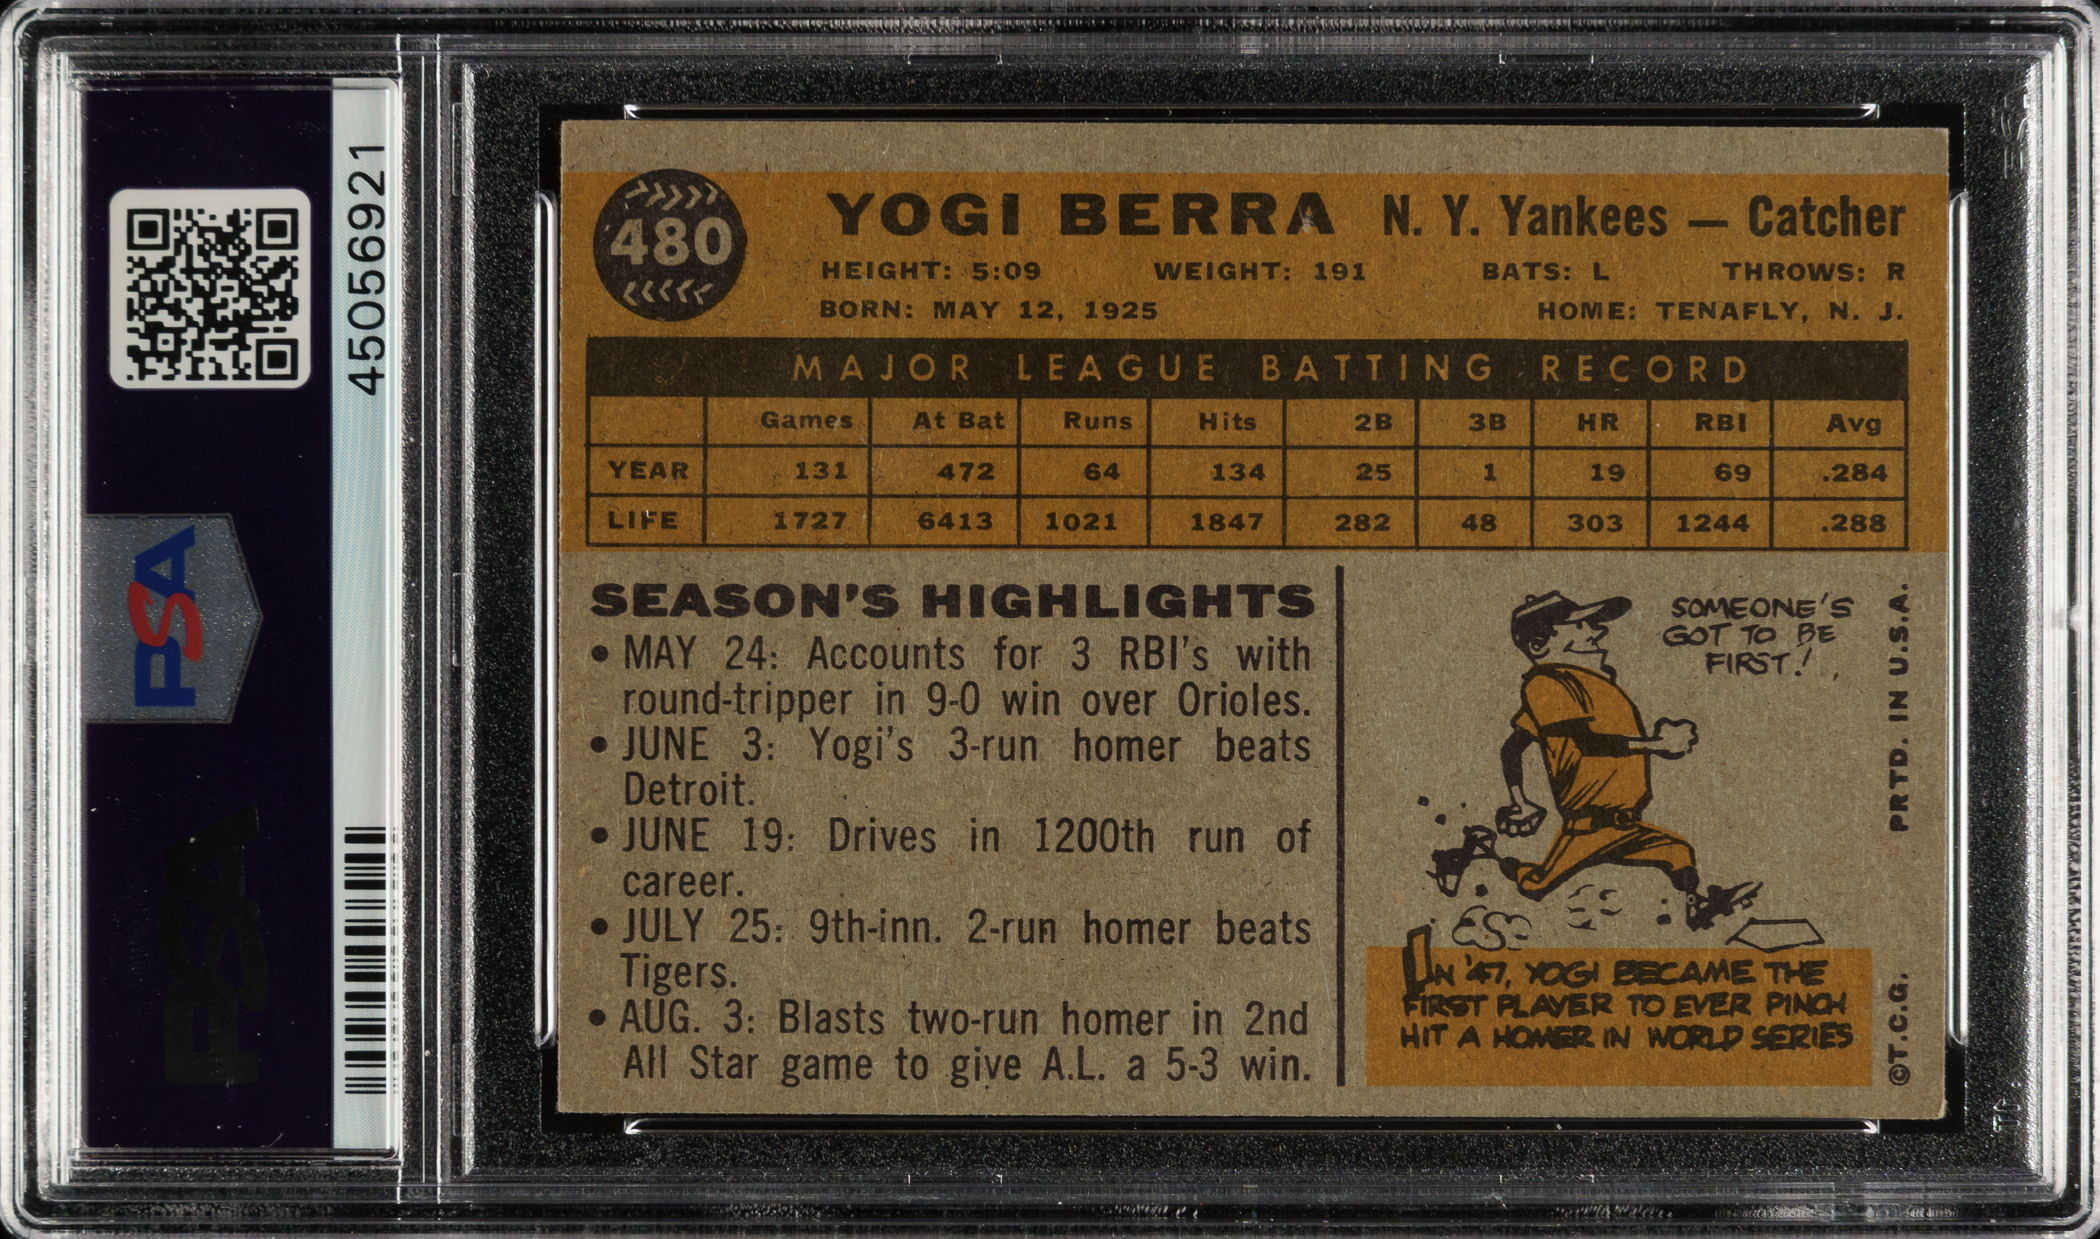 45056921
PSA
PSA
480
YOGI BERRA N. Y. Yankees — Catcher
HEIGHT: 5:09 WEIGHT: 191 BATS: L THROWS: R
BORN: MAY 12, 1925 HOME: TENAFLY, N. J.
MAJOR LEAGUE BATTING RECORD
Games At Bat Runs Hits 2B 3B HR RBI Avg
YEAR 131 472 64 134 25 1 19 69 .284
LIFE 1727 6413 1021 1847 282 48 303 1244 .288
SEASON'S HIGHLIGHTS
• MAY 24: Accounts for 3 RBI's with
round-tripper in 9-0 win over Orioles.
• JUNE 3: Yogi's 3-run homer beats
Detroit.
• JUNE 19: Drives in 1200th run of
career.
• JULY 25: 9th-inn. 2-run homer beats
Tigers.
• AUG. 3: Blasts two-run homer in 2nd
All Star game to give A.L. a 5-3 win.
SOMEONE'S
GOT TO BE
FIRST!
IN '47, YOGI BECAME THE
FIRST PLAYER TO EVER PINCH
HIT A HOMER IN WORLD SERIES
©T.C.G. PRTD. IN U.S.A.